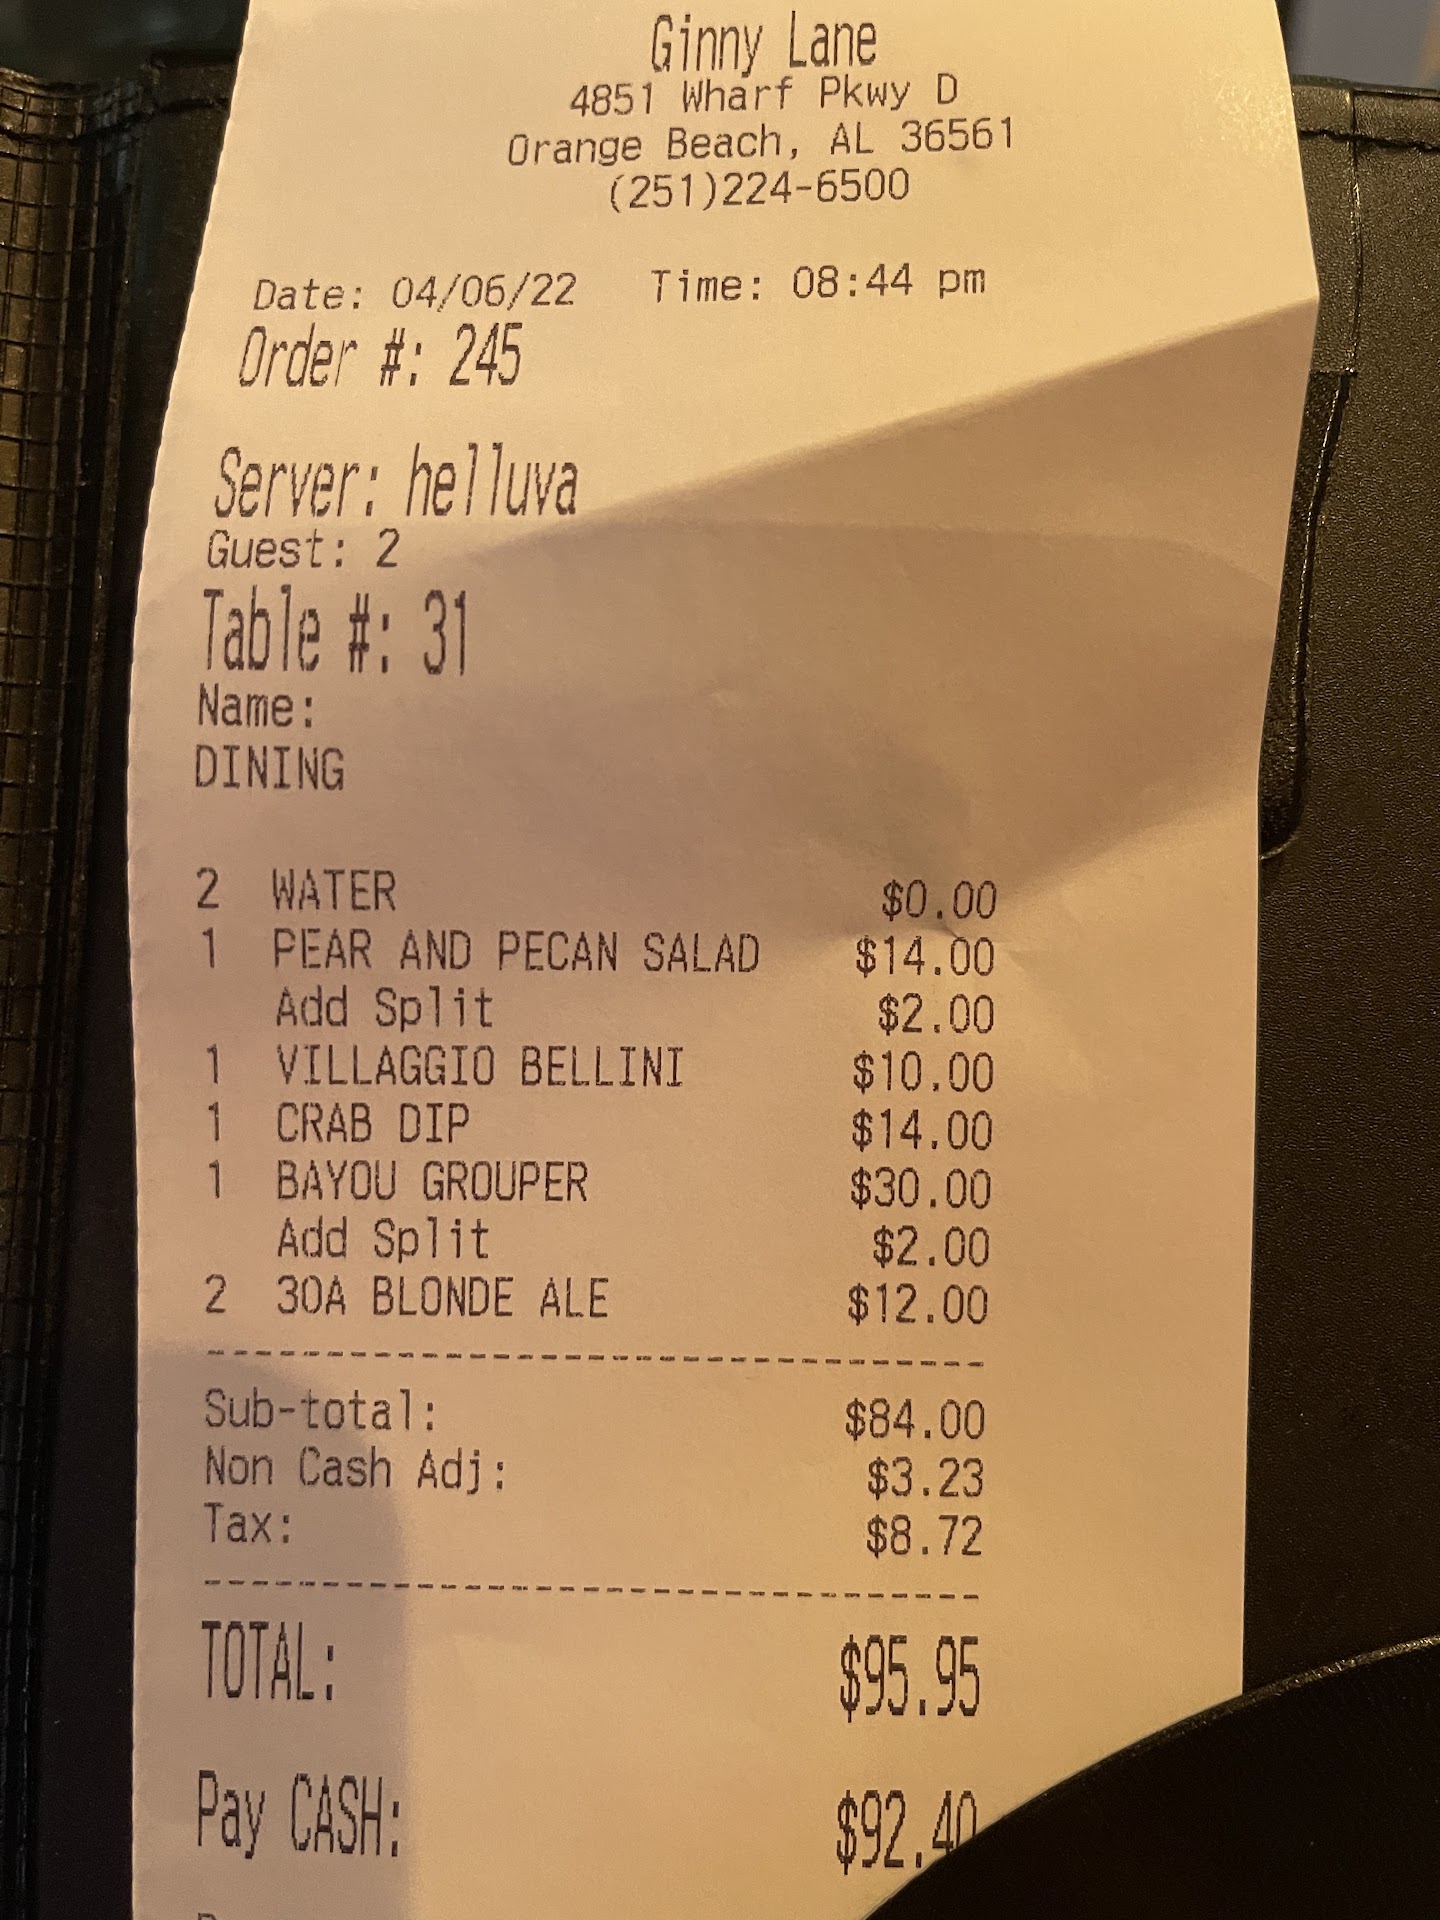 Ginny Lane
4851 Wharf Pkwy D
Orange Beach, AL 36561
(251)224-6500
Date: 04/06/22 Time: 08:44 pm
Order #: 245
Server: helluva
Guest: 2
Table #: 31
Name:
DINING
2 WATER $0.00
1 PEAR AND PECAN SALAD $14.00
Add Split $2.00
1 VILLAGGIO BELLINI $10.00
1 CRAB DIP $14.00
1 BAYOU GROUPER $30.00
Add Split $2.00
2 30A BLONDE ALE $12.00
Sub-total: $84.00
Non Cash Adj: $3.23
Tax: $8.72
TOTAL: $95.95
Pay CASH: $92.40